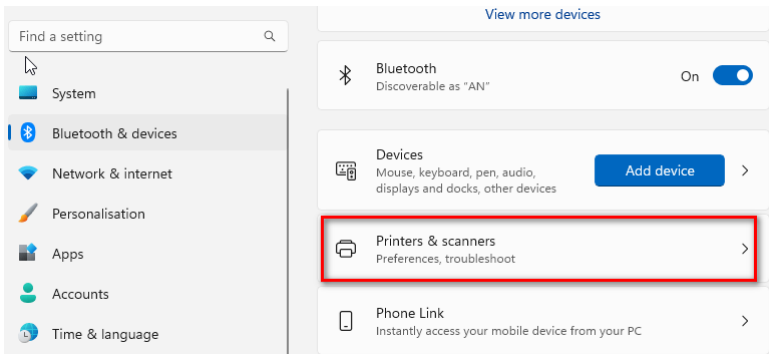 View more devices
Find a setting
System
Bluetooth & devices
Network & internet
Personalisation
Apps
Accounts
Time & language
Bluetooth
Discoverable as “AN”
On
Devices
Mouse, keyboard, pen, audio,
displays and docks, other devices
Add device
Printers & scanners
Preferences, troubleshoot
Phone Link
Instantly access your mobile device from your PC